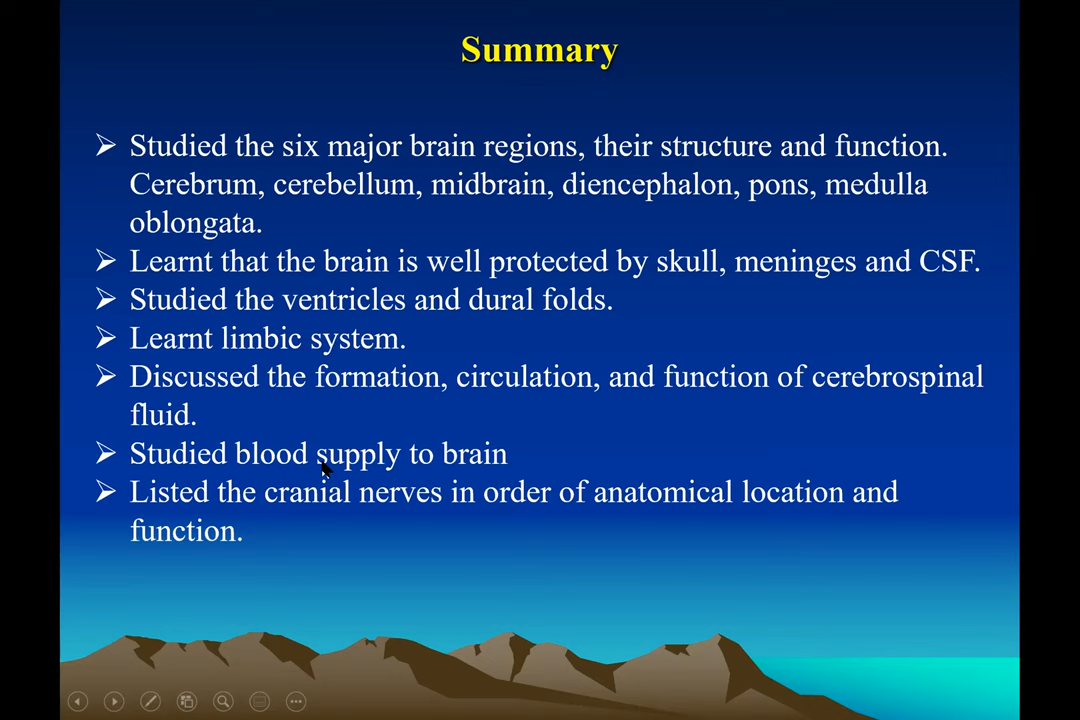 Summary
➢ Studied the six major brain regions, their structure and function.
Cerebrum, cerebellum, midbrain, diencephalon, pons, medulla
oblongata.
➢ Learnt that the brain is well protected by skull, meninges and CSF.
➢ Studied the ventricles and dural folds.
➢ Learnt limbic system.
➢ Discussed the formation, circulation, and function of cerebrospinal
fluid.
➢ Studied blood supply to brain
➢ Listed the cranial nerves in order of anatomical location and
function.